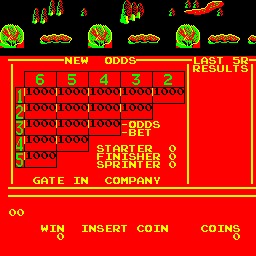 NEW ODDS LAST 5R
RESULTS
6 5 4 3 2
1 1000 1000 1000 1000 1000
2 1000 1000 1000 1000
3 1000 1000 1000 -ODDS
-BET
4 1000 1000
STARTER 0
5 1000 FINISHER 0
SPRINTER 0
GATE IN COMPANY
00
WIN INSERT COIN COINS
0 0